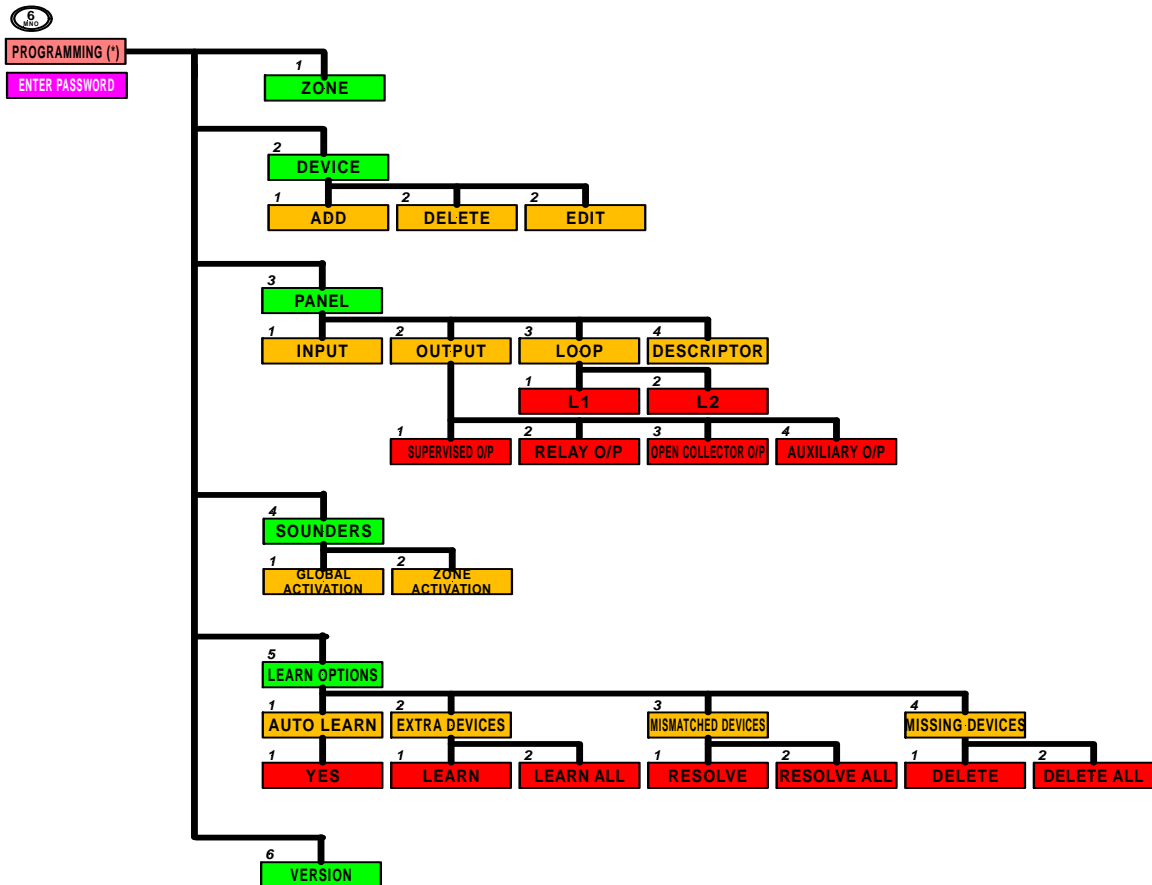 6
MNO
PROGRAMMING (*)
ENTER PASSWORD
1
ZONE
2
DEVICE
1 2 2
ADD DELETE EDIT
3
PANEL
1 2 3 4
INPUT OUTPUT LOOP DESCRIPTOR
1 2
L1 L2
1 2 3 4
SUPERVISED O/P RELAY O/P OPEN COLLECTOR O/P AUXILIARY O/P
4
SOUNDERS
1 2
GLOBAL ACTIVATION ZONE ACTIVATION
5
LEARN OPTIONS
1 2 3 4
AUTO LEARN EXTRA DEVICES MISMATCHED DEVICES MISSING DEVICES
1 1 2 1 2 1 2
YES LEARN LEARN ALL RESOLVE RESOLVE ALL DELETE DELETE ALL
6
VERSION